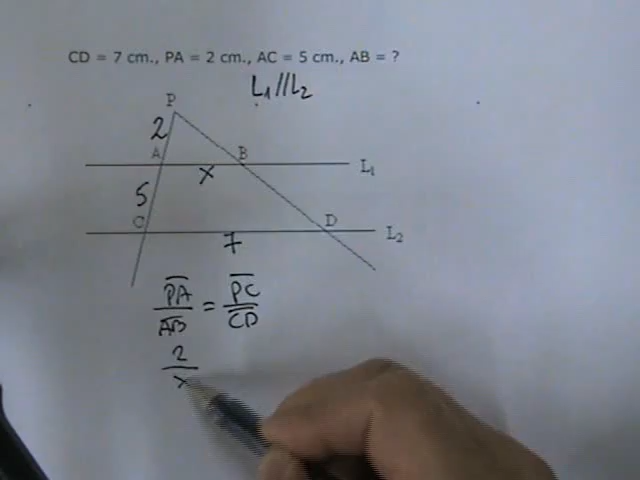 CD = 7 cm., PA = 2 cm., AC = 5 cm., AB = ?
L₁//L₂
P
2
A
B
x
L₁
5
C
D
7
L₂
PA/AB = PC/CD
2/x